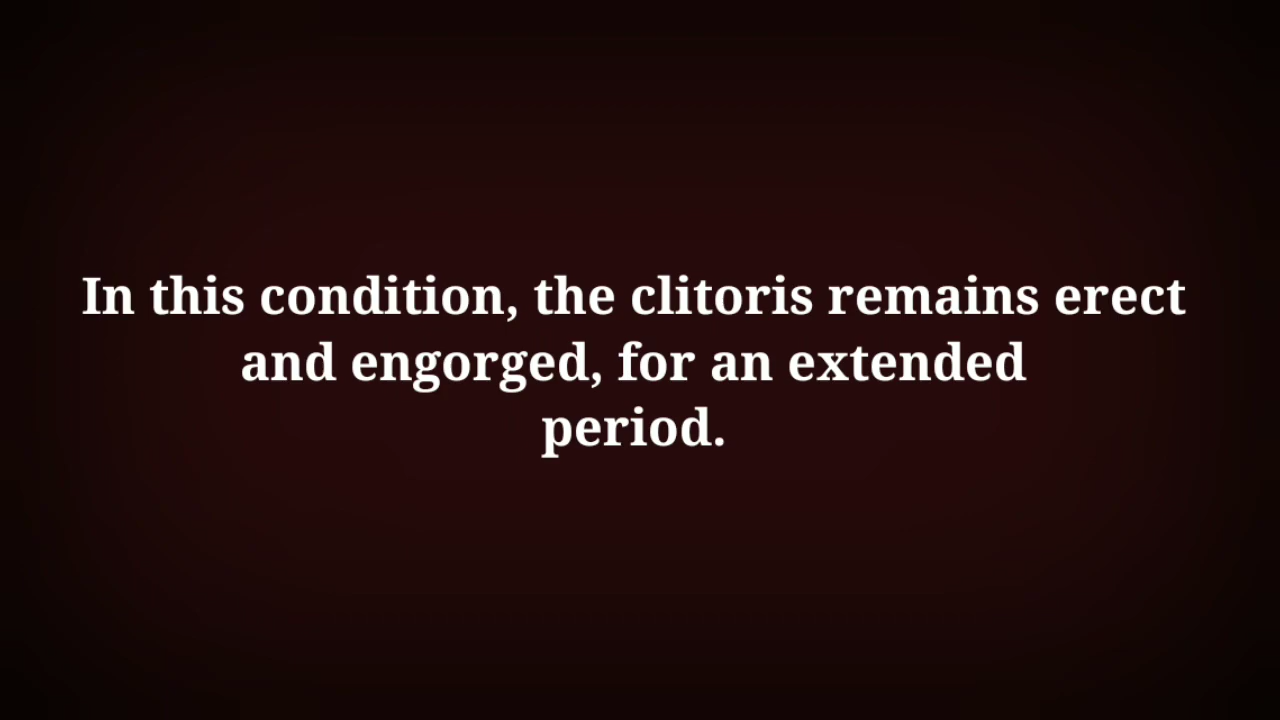 In this condition, the clitoris remains erect
and engorged, for an extended
period.